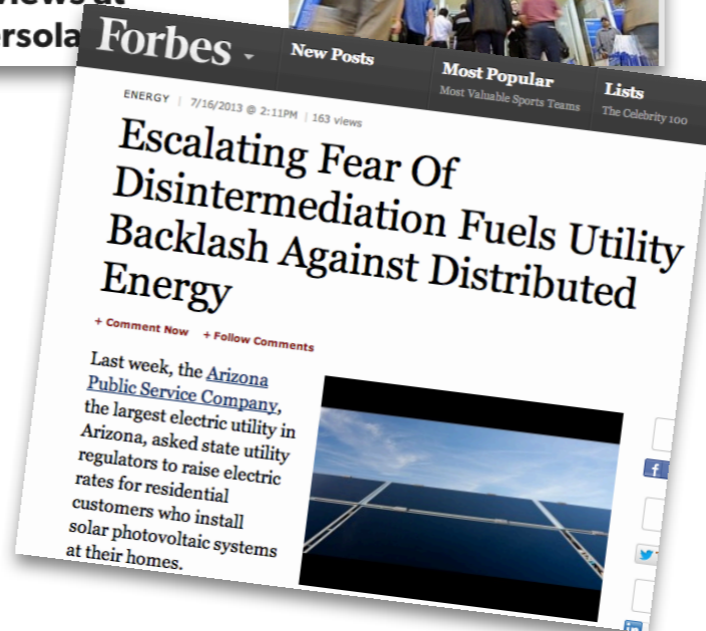 views at
ersola
Forbes
New Posts
Most Popular
Most Valuable Sports Teams
Lists
The Celebrity 100
ENERGY | 7/16/2013 @ 2:11PM | 163 views
Escalating Fear Of
Disintermediation Fuels Utility
Backlash Against Distributed
Energy
+ Comment Now + Follow Comments
Last week, the Arizona
Public Service Company,
the largest electric utility in
Arizona, asked state utility
regulators to raise electric
rates for residential
customers who install
solar photovoltaic systems
at their homes.
f
in